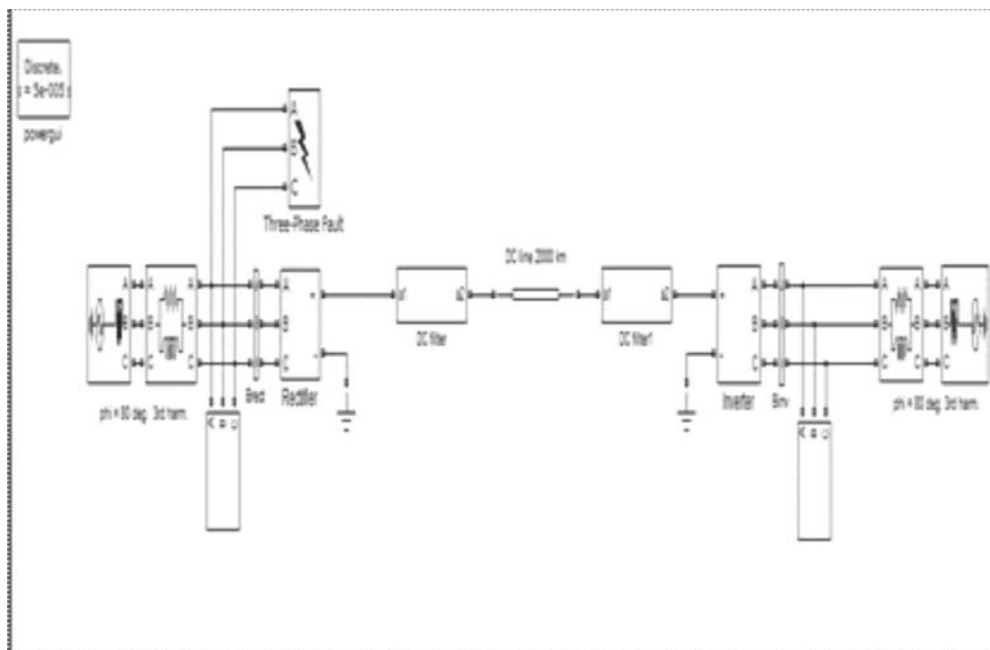 Discrete,
= 5e-005 s
powergui
A
B
C
Three-Phase Fault
DC line 2000 km
A A A A
B B B B
C C C C
+
-
phi = 80 deg. 3rd harm.
Bred
Rectifier
DC filter
DC filter1
+
-
Inverter
Binv
A A A
B B B
C C C
phi = 80 deg. 3rd harm.
A B C
A B C